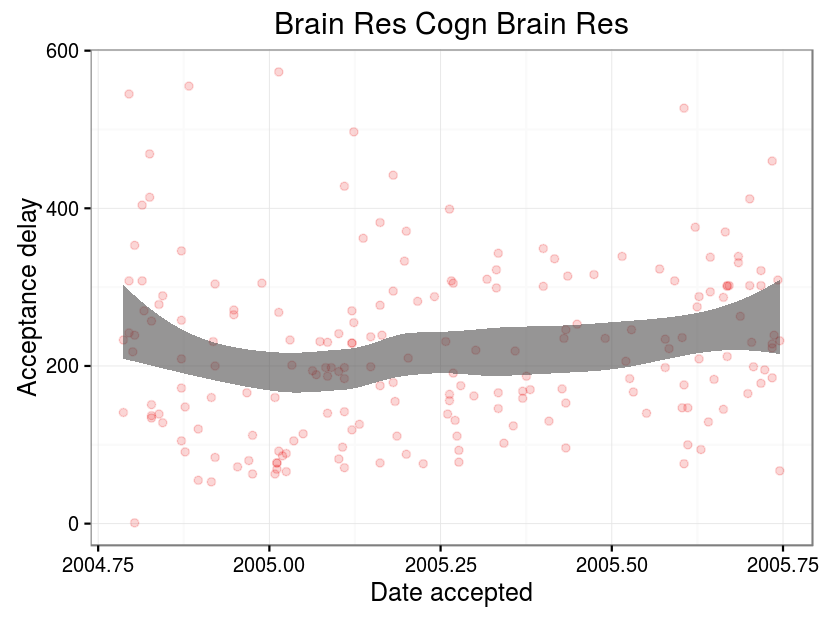 Brain Res Cogn Brain Res
Acceptance delay
600
400
200
0
2004.75 2005.00 2005.25 2005.50 2005.75
Date accepted